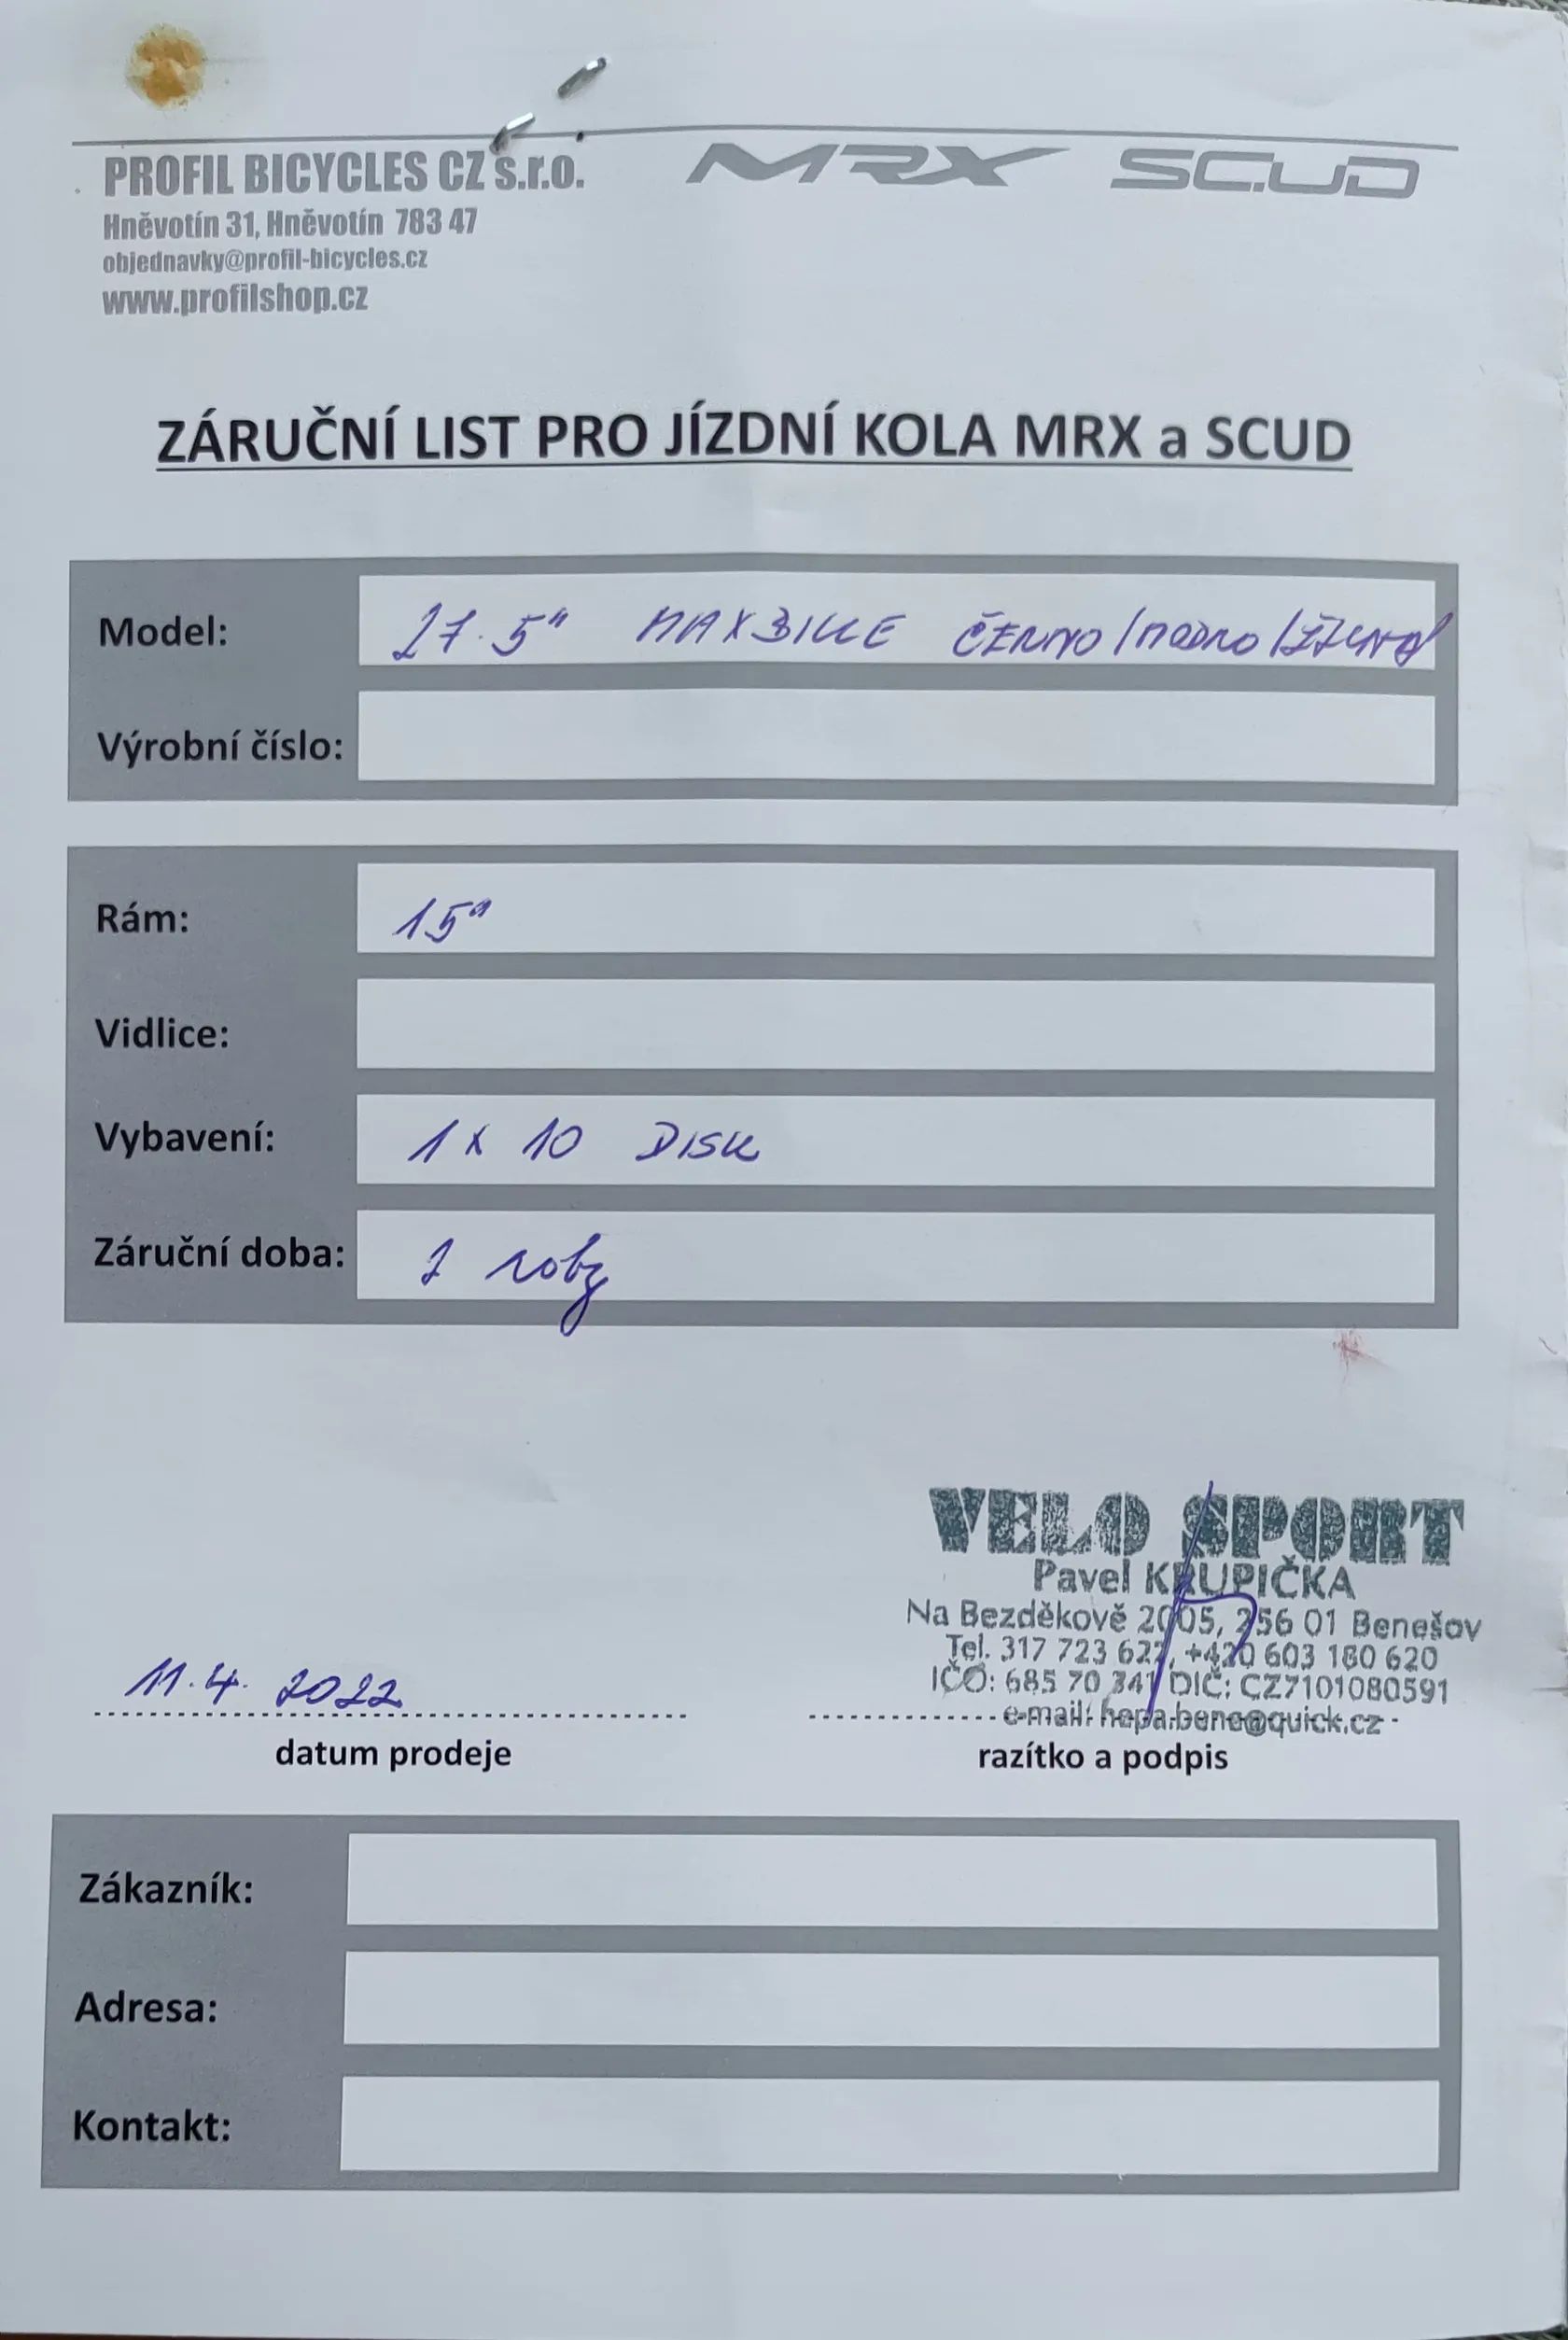 PROFIL BICYCLES CZ s.r.o. MRX SCUD
Hněvotín 31, Hněvotín 783 47
objednavky@profil-bicycles.cz
www.profilshop.cz
ZÁRUČNÍ LIST PRO JÍZDNÍ KOLA MRX a SCUD
Model: 27.5" MAXBIKE ČERNO/MODRO/
Výrobní číslo:
Rám: 15"
Vidlice:
Vybavení: 1x10 DISK
Záruční doba: 2 roky
VELO SPORT
Pavel KRUPIČKA
Na Bezděkově 2005, 256 01 Benešov
Tel. 317 723 622, +420 603 180 620
IČO: 685 70 341 DIČ: CZ7101080591
e-mail: hepa.bene@quick.cz
11.4. 2022
datum prodeje razítko a podpis
Zákazník:
Adresa:
Kontakt: